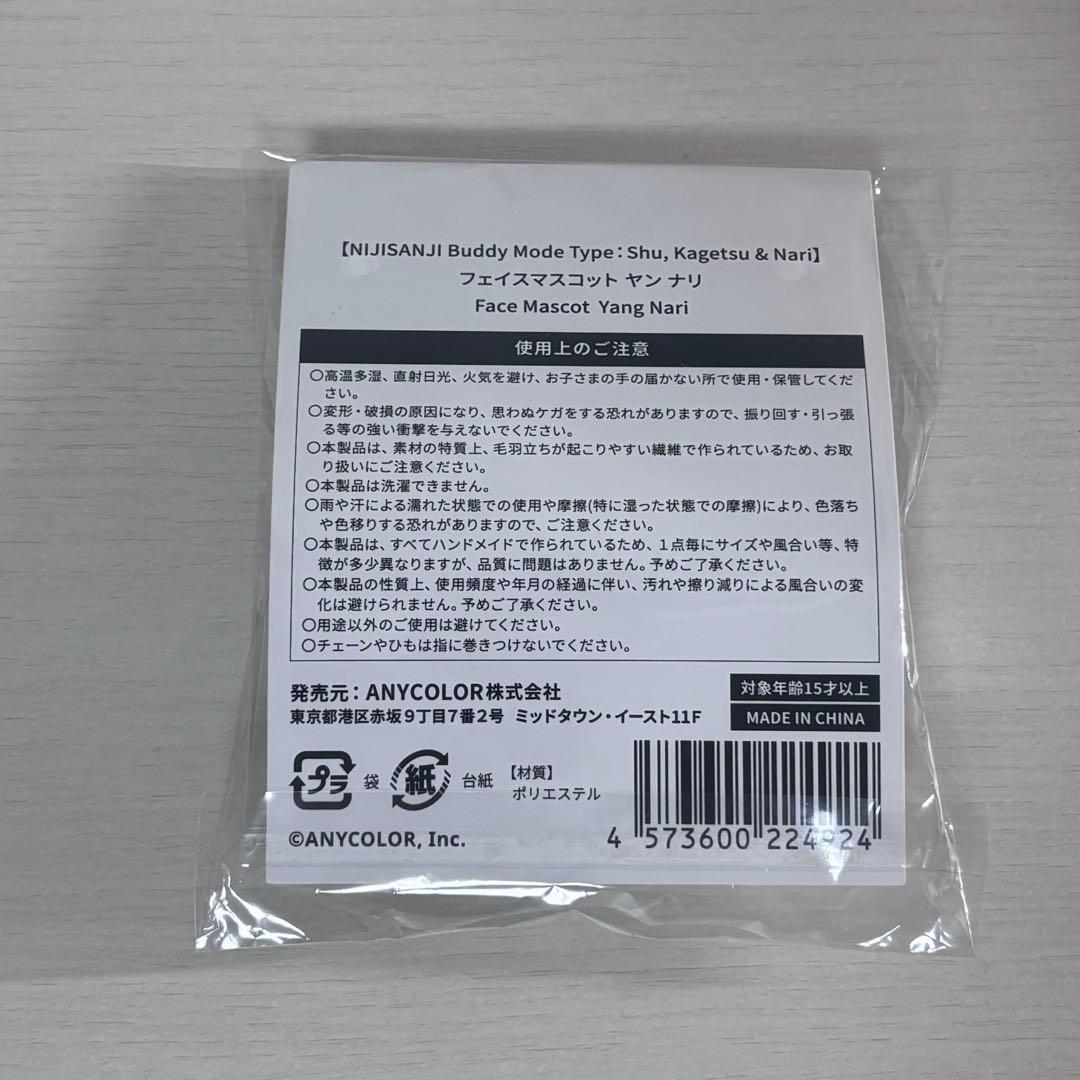 【NIJISANJI Buddy Mode Type：Shu, Kagetsu & Nari】
フェイスマスコット ヤン ナリ
Face Mascot Yang Nari
使用上のご注意
○高温多湿、直射日光、火気を避け、お子さまの手の届かない所で使用・保管してくだ
さい。
○変形・破損の原因になり、思わぬケガをする恐れがありますので、振り回す・引っ張
る等の強い衝撃を与えないでください。
○本製品は、素材の特質上、毛羽立ちが起こりやすい繊維で作られているため、お取
り扱いにご注意ください。
○本製品は洗濯できません。
○雨や汗による濡れた状態での使用や摩擦(特に湿った状態での摩擦)により、色落ち
や色移りする恐れがありますので、ご注意ください。
○本製品は、すべてハンドメイドで作られているため、１点毎にサイズや風合い等、特
徴が多少異なりますが、品質に問題はありません。予めご了承ください。
○本製品の性質上、使用頻度や年月の経過に伴い、汚れや擦り減りによる風合いの変
化は避けられません。予めご了承ください。
○用途以外のご使用は避けてください。
○チェーンやひもは指に巻きつけないでください。
発売元：ANYCOLOR株式会社
東京都港区赤坂９丁目７番２号 ミッドタウン・イースト11F
対象年齢15才以上
MADE IN CHINA
プラ 袋 紙 台紙
【材質】
ポリエステル
©ANYCOLOR, Inc.
4 573600 224924